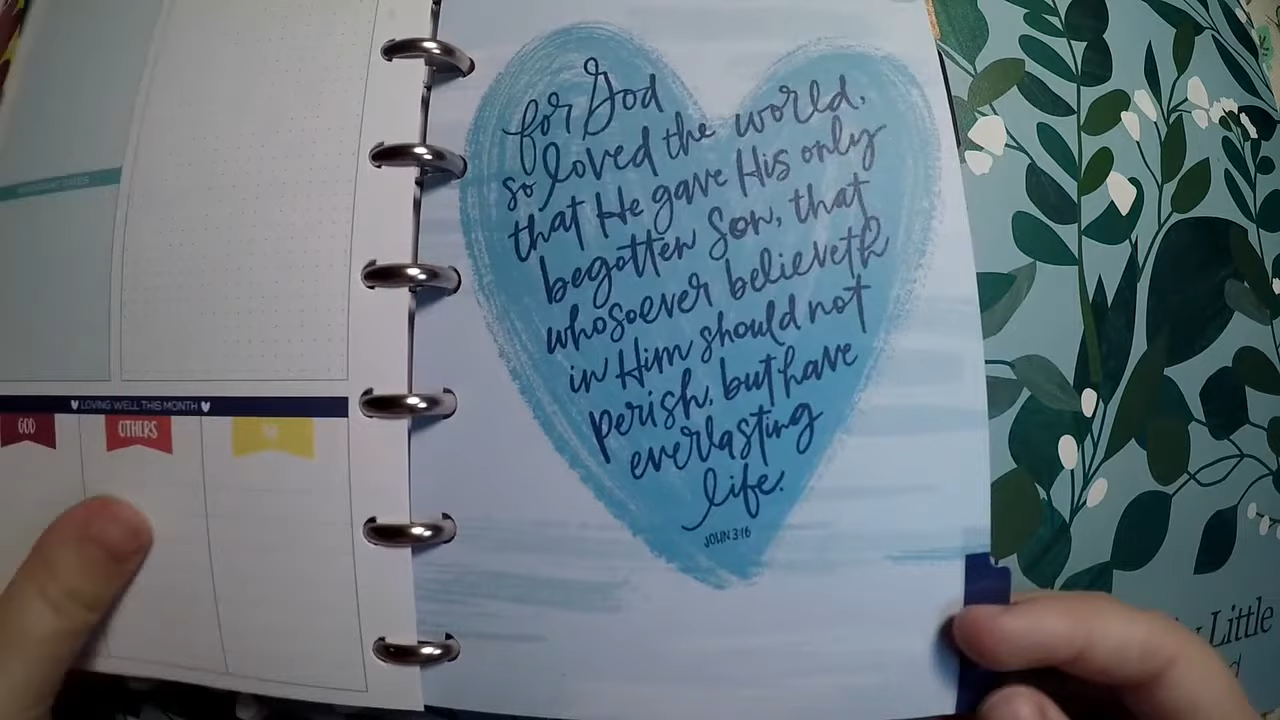 LOVING WELL THIS MONTH
GOD
OTHERS
for God
so loved the world,
that He gave His only
begotten Son, that
whosoever believeth
in Him should not
perish, but have
everlasting
life.
JOHN 3:16
Little